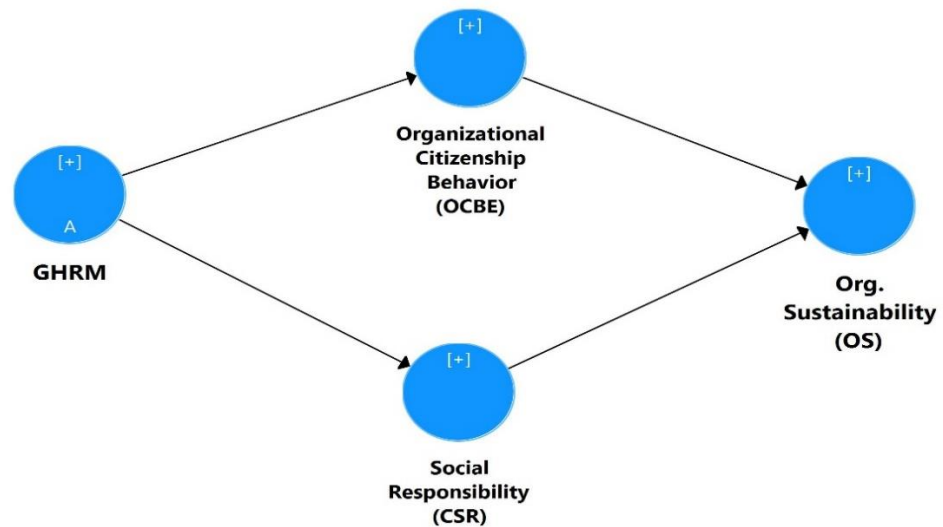 [+]
Organizational
Citizenship
Behavior
(OCBE)
[+]
A
GHRM
[+]
Org.
Sustainability
(OS)
[+]
Social
Responsibility
(CSR)